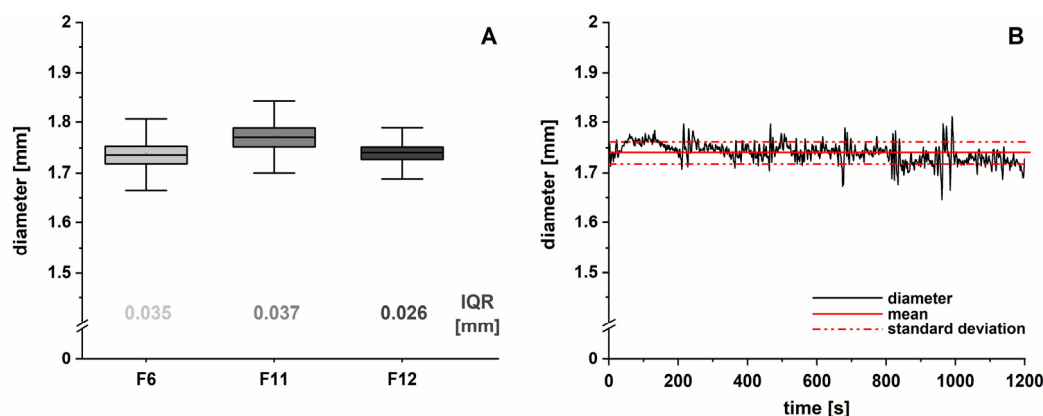 A
diameter [mm]
2
1.9
1.8
1.7
1.6
1.5
0
0.035
0.037
0.026
IQR
[mm]
F6
F11
F12
B
diameter [mm]
2
1.9
1.8
1.7
1.6
1.5
0
diameter
mean
standard deviation
0
200
400
600
800
1000
1200
time [s]